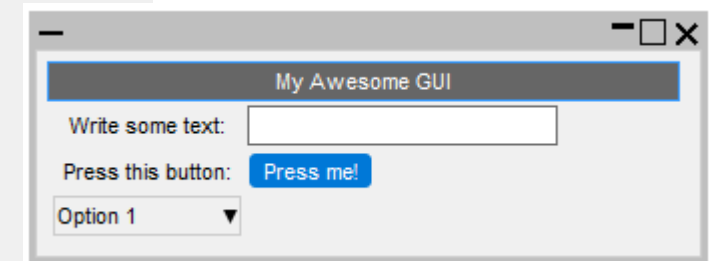 My Awesome GUI
Write some text:
Press this button: Press me!
Option 1